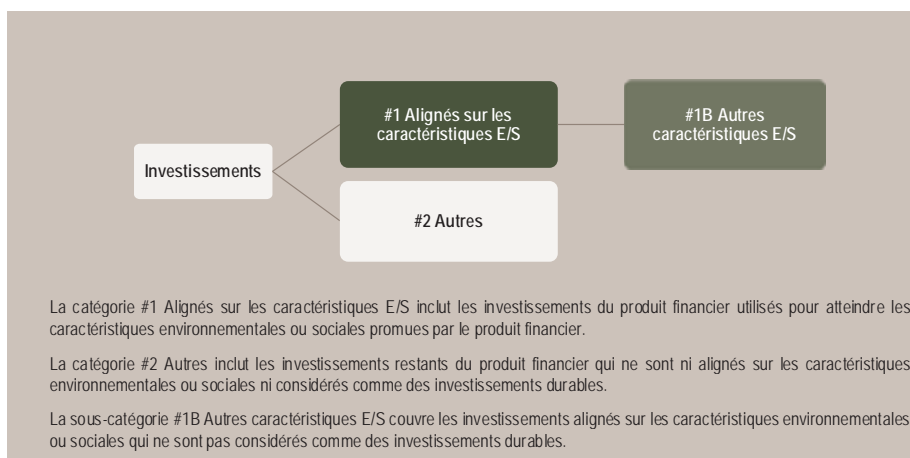 #1 Alignés sur les
caractéristiques E/S
#1B Autres
caractéristiques E/S
Investissements
#2 Autres
La catégorie #1 Alignés sur les caractéristiques E/S inclut les investissements du produit financier utilisés pour atteindre les
caractéristiques environnementales ou sociales promues par le produit financier.
La catégorie #2 Autres inclut les investissements restants du produit financier qui ne sont ni alignés sur les caractéristiques
environnementales ou sociales ni considérés comme des investissements durables.
La sous-catégorie #1B Autres caractéristiques E/S couvre les investissements alignés sur les caractéristiques environnementales
ou sociales qui ne sont pas considérés comme des investissements durables.